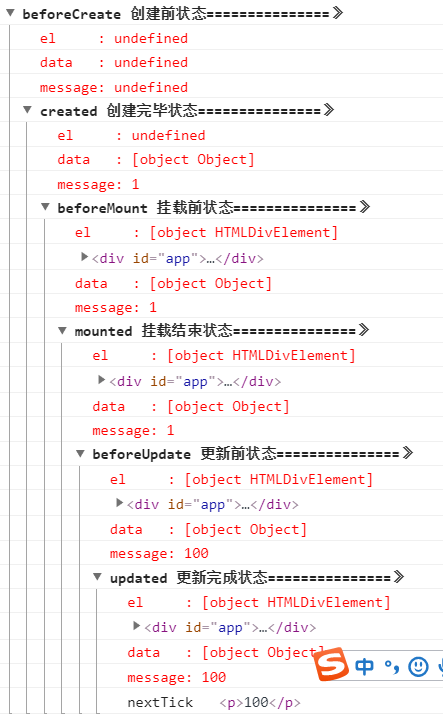 beforeCreate 创建前状态===============》
el     : undefined
data   : undefined
message: undefined
created 创建完毕状态===============》
el     : undefined
data   : [object Object]
message: 1
beforeMount 挂载前状态===============》
el     : [object HTMLDivElement]
<div id="app">…</div>
data   : [object Object]
message: 1
mounted 挂载结束状态===============》
el     : [object HTMLDivElement]
<div id="app">…</div>
data   : [object Object]
message: 1
beforeUpdate 更新前状态===============》
el     : [object HTMLDivElement]
<div id="app">…</div>
data   : [object Object]
message: 100
updated 更新完成状态===============》
el     : [object HTMLDivElement]
<div id="app">…</div>
data   : [object Object]
S中
message: 100
nextTick   <p>100</p>